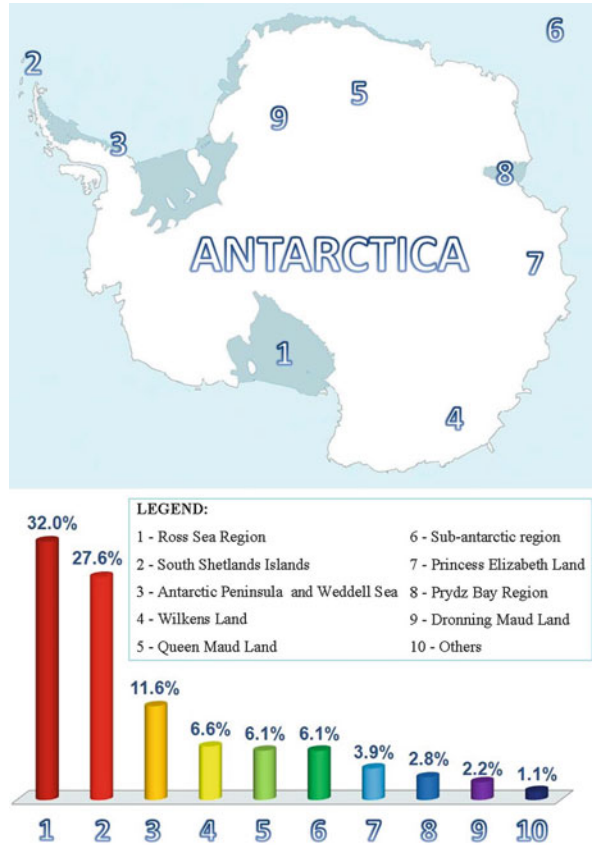 2
6
5
9
3
8
ANTARCTICA
7
1
4
LEGEND:
1 - Ross Sea Region
2 - South Shetlands Islands
3 - Antarctic Peninsula and Weddell Sea
4 - Wilkens Land
5 - Queen Maud Land
6 - Sub-antarctic region
7 - Princess Elizabeth Land
8 - Prydz Bay Region
9 - Dronning Maud Land
10 - Others
32.0%
27.6%
11.6%
6.6%
6.1%
6.1%
3.9%
2.8%
2.2%
1.1%
1 2 3 4 5 6 7 8 9 10